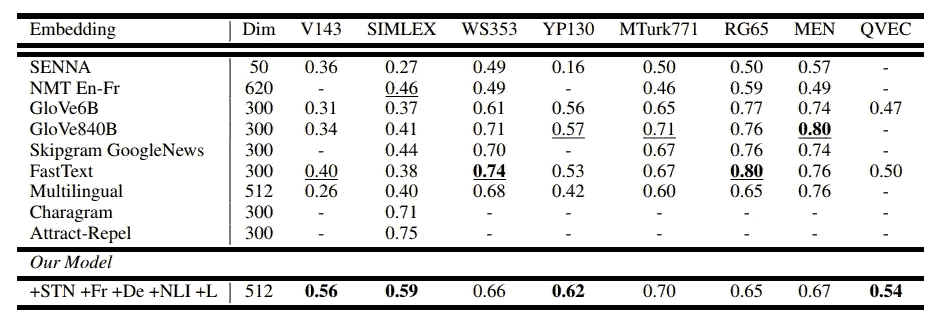 Embedding Dim V143 SIMLEX WS353 YP130 MTurk771 RG65 MEN QVEC
SENNA 50 0.36 0.27 0.49 0.16 0.50 0.50 0.57 -
NMT En-Fr 620 - 0.46 0.49 - 0.46 0.59 0.49 -
GloVe6B 300 0.31 0.37 0.61 0.56 0.65 0.77 0.74 0.47
GloVe840B 300 0.34 0.41 0.71 0.57 0.71 0.76 0.80 -
Skipgram GoogleNews 300 - 0.44 0.70 - 0.67 0.76 0.74 -
FastText 300 0.40 0.38 0.74 0.53 0.67 0.80 0.76 0.50
Multilingual 512 0.26 0.40 0.68 0.42 0.60 0.65 0.76 -
Charagram 300 - 0.71 - - - - - -
Attract-Repel 300 - 0.75 - - - - - -
Our Model
+STN +Fr +De +NLI +L 512 0.56 0.59 0.66 0.62 0.70 0.65 0.67 0.54